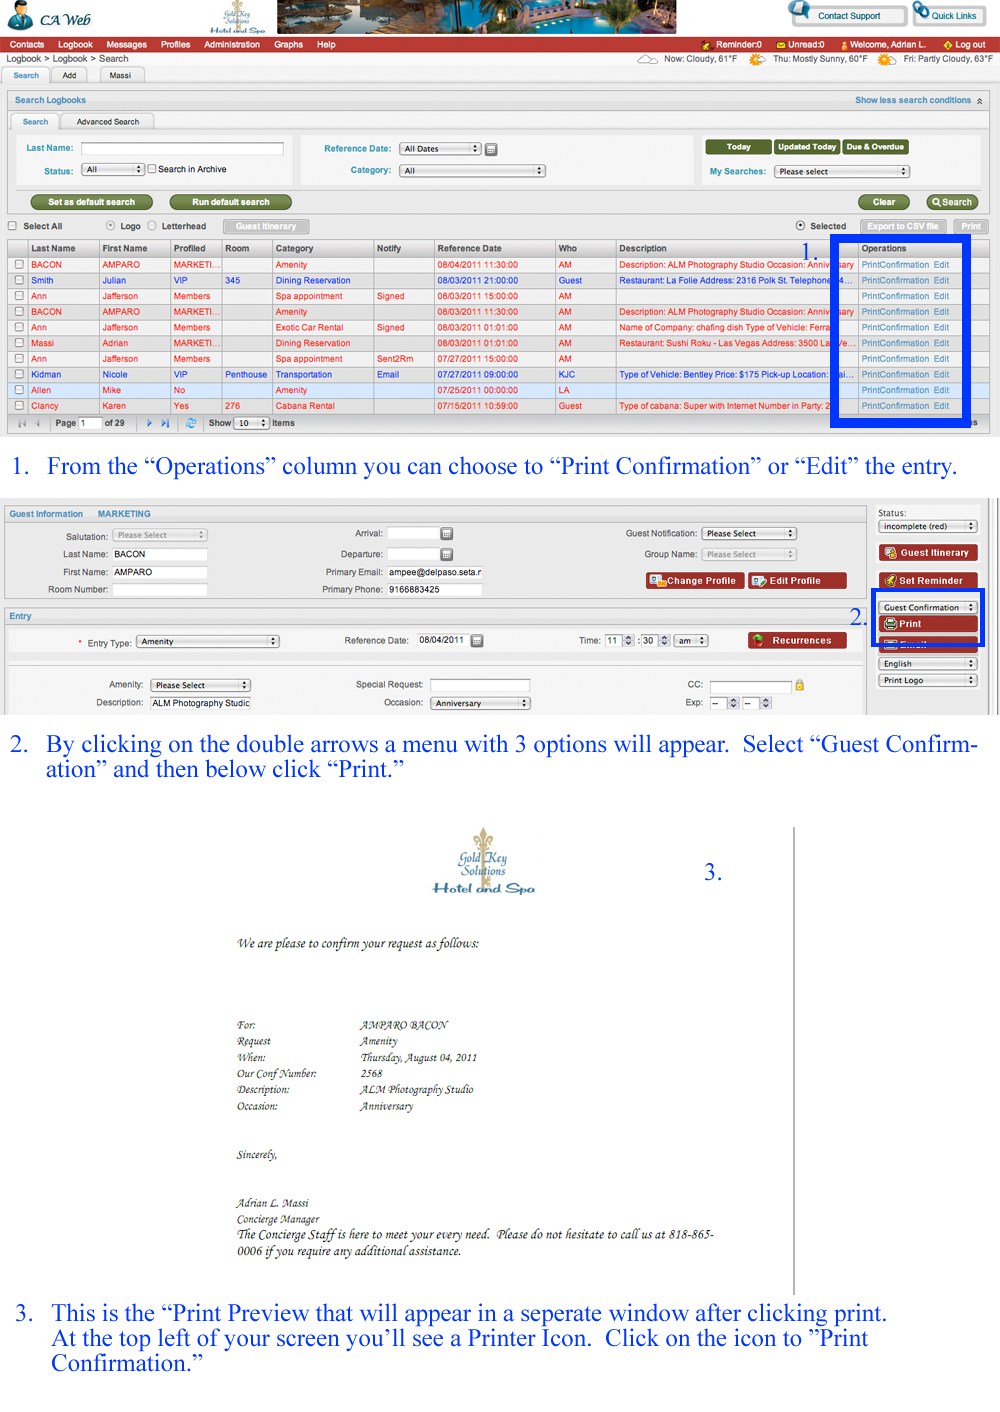 CA Web
Gold Key
Solutions
Hotel and Spa
Contact Support
Quick Links
Contacts Logbook Messages Profiles Administration Graphs Help Reminder:0 Unread:0 Welcome, Adrian L. Log out
Logbook > Logbook > Search Now: Cloudy, 61°F Thu: Mostly Sunny, 60°F Fri: Partly Cloudy, 63°F
Search Add Massi
Search Logbooks Show less search conditions
Search Advanced Search
Last Name: Reference Date: All Dates Today Updated Today Due & Overdue
Status: All Search in Archive Category: All My Searches: Please select
Set as default search Run default search Clear Search
Select All Logo Letterhead Guest Itinerary Selected Export to CSV file Print
1.
Last Name First Name Profiled Room Category Notify Reference Date Who Description Operations
BACON AMPARO MARKETI... Amenity 08/04/2011 11:30:00 AM Description: ALM Photography Studio Occasion: Anniversary PrintConfirmation Edit
Smith Julian VIP 345 Dining Reservation 08/03/2011 21:00:00 Guest Restaurant: La Folie Address: 2316 Polk St. Telephone: 4... PrintConfirmation Edit
Ann Jafferson Members Spa appointment Signed 08/03/2011 15:00:00 AM PrintConfirmation Edit
BACON AMPARO MARKETI... Amenity 08/03/2011 11:30:00 AM Description: ALM Photography Studio Occasion: Anniversary PrintConfirmation Edit
Ann Jafferson Members Exotic Car Rental Signed 08/03/2011 01:01:00 AM Name of Company: chafing dish Type of Vehicle: Ferra PrintConfirmation Edit
Massi Adrian MARKETI... Dining Reservation 08/03/2011 01:01:00 AM Restaurant: Sushi Roku - Las Vegas Address: 3500 La Ve... PrintConfirmation Edit
Ann Jafferson Members Spa appointment Sent2Rm 07/27/2011 15:00:00 AM PrintConfirmation Edit
Kidman Nicole VIP Penthouse Transportation Email 07/27/2011 09:00:00 KJC Type of Vehicle: Bentley Price: $175 Pick-up Location: ai... PrintConfirmation Edit
Allen Mike No Amenity 07/25/2011 00:00:00 LA PrintConfirmation Edit
Clancy Karen Yes 276 Cabana Rental 07/15/2011 10:59:00 Guest Type of cabana: Super with Internet Number in Party: 2 PrintConfirmation Edit
Page 1 of 29 Show 10 Items
1. From the “Operations” column you can choose to “Print Confirmation” or “Edit” the entry.
Guest Information MARKETING Status:
Salutation: Please Select Arrival: Guest Notification: Please Select incomplete (red)
Last Name: BACON Departure: Group Name: Please Select Guest Itinerary
First Name: AMPARO Primary Email: ampee@delpaso.seta.r Change Profile Edit Profile Set Reminder
Room Number: Primary Phone: 9166883425
Entry 2. Guest Confirmation
Print
* Entry Type: Amenity Reference Date: 08/04/2011 Time: 11 : 30 am Recurrences Email
English
Amenity: Please Select Special Request: CC: Print Logo
Description: ALM Photography Studic Occasion: Anniversary Exp: -- --
2. By clicking on the double arrows a menu with 3 options will appear. Select “Guest Confirm-
ation” and then below click “Print.”
Gold Key
Solutions
Hotel and Spa
3.
We are please to confirm your request as follows:
For: AMPARO BACON
Request Amenity
When: Thursday, August 04, 2011
Our Conf Number: 2568
Description: ALM Photography Studio
Occasion: Anniversary
Sincerely,
Adrian L. Massi
Concierge Manager
The Concierge Staff is here to meet your every need. Please do not hesitate to call us at 818-865-
0006 if you require any additional assistance.
3. This is the “Print Preview that will appear in a seperate window after clicking print.
At the top left of your screen you’ll see a Printer Icon. Click on the icon to ”Print
Confirmation.”